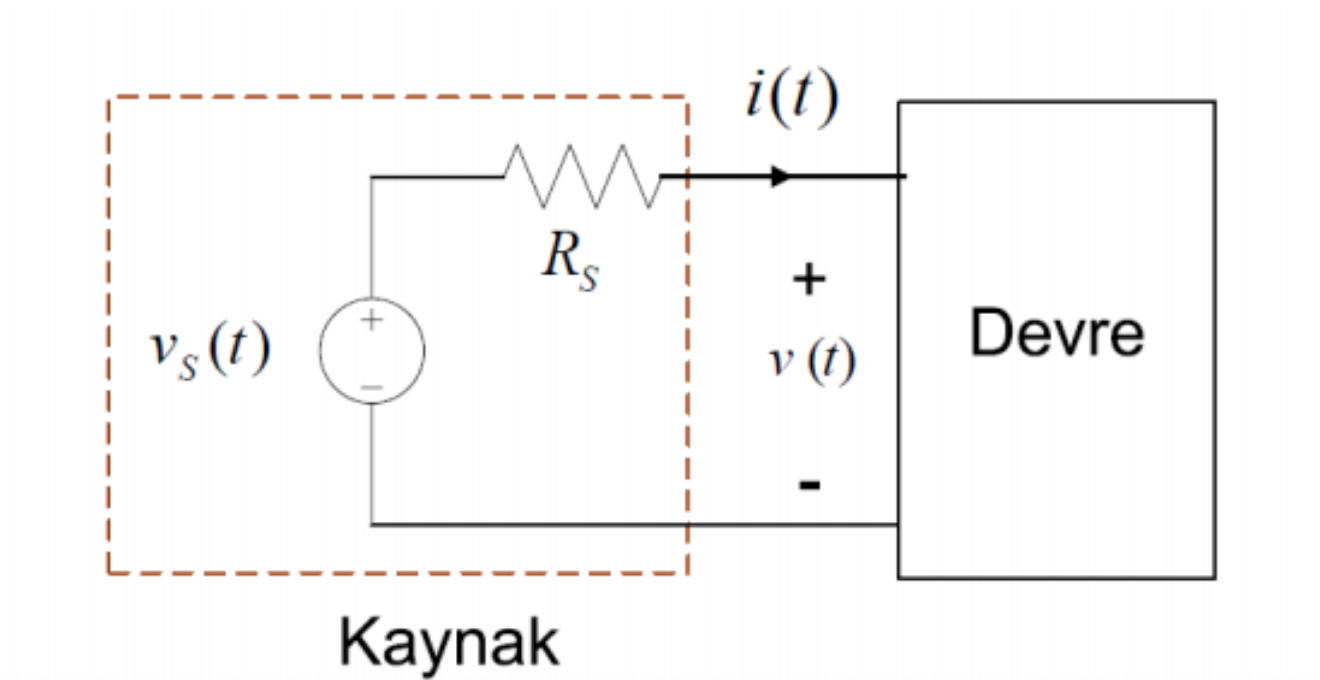 i(t)
R_S
+
v_S(t)
+
−
v (t)
Devre
-
Kaynak